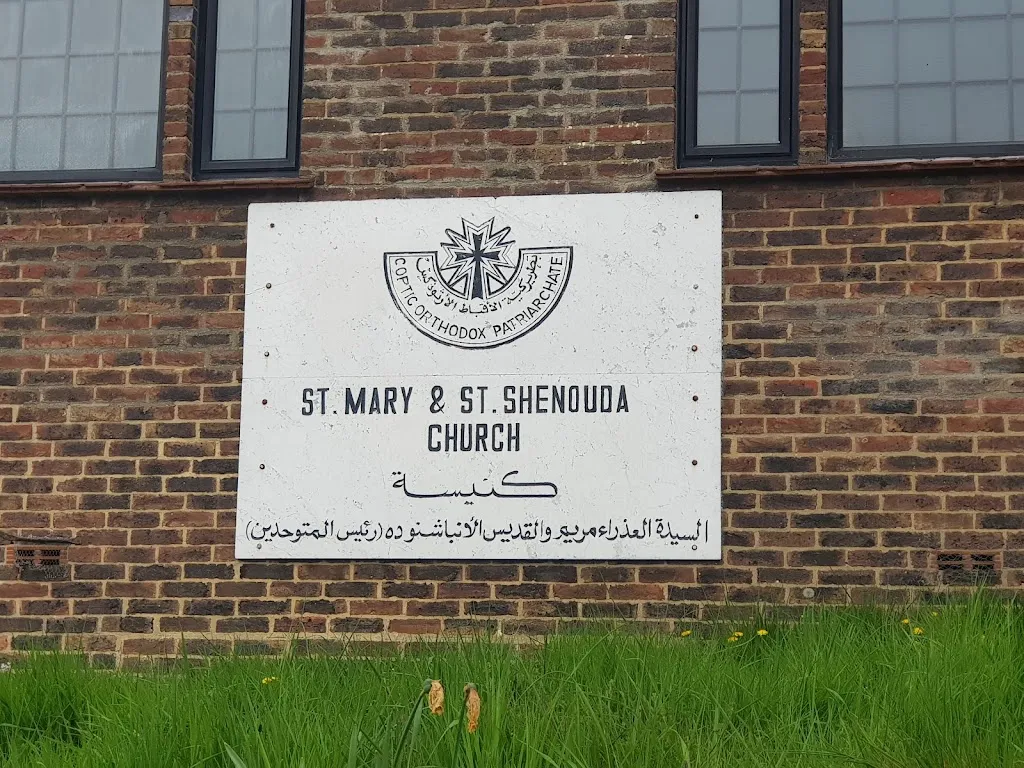 بطريركية الأقباط الأرثوذكس
COPTIC ORTHODOX PATRIARCHATE
ST. MARY & ST. SHENOUDA
CHURCH
كنيسة
السيدة العذراء مريم والقديس الانبا شنوده (رئيس المتوحدين)